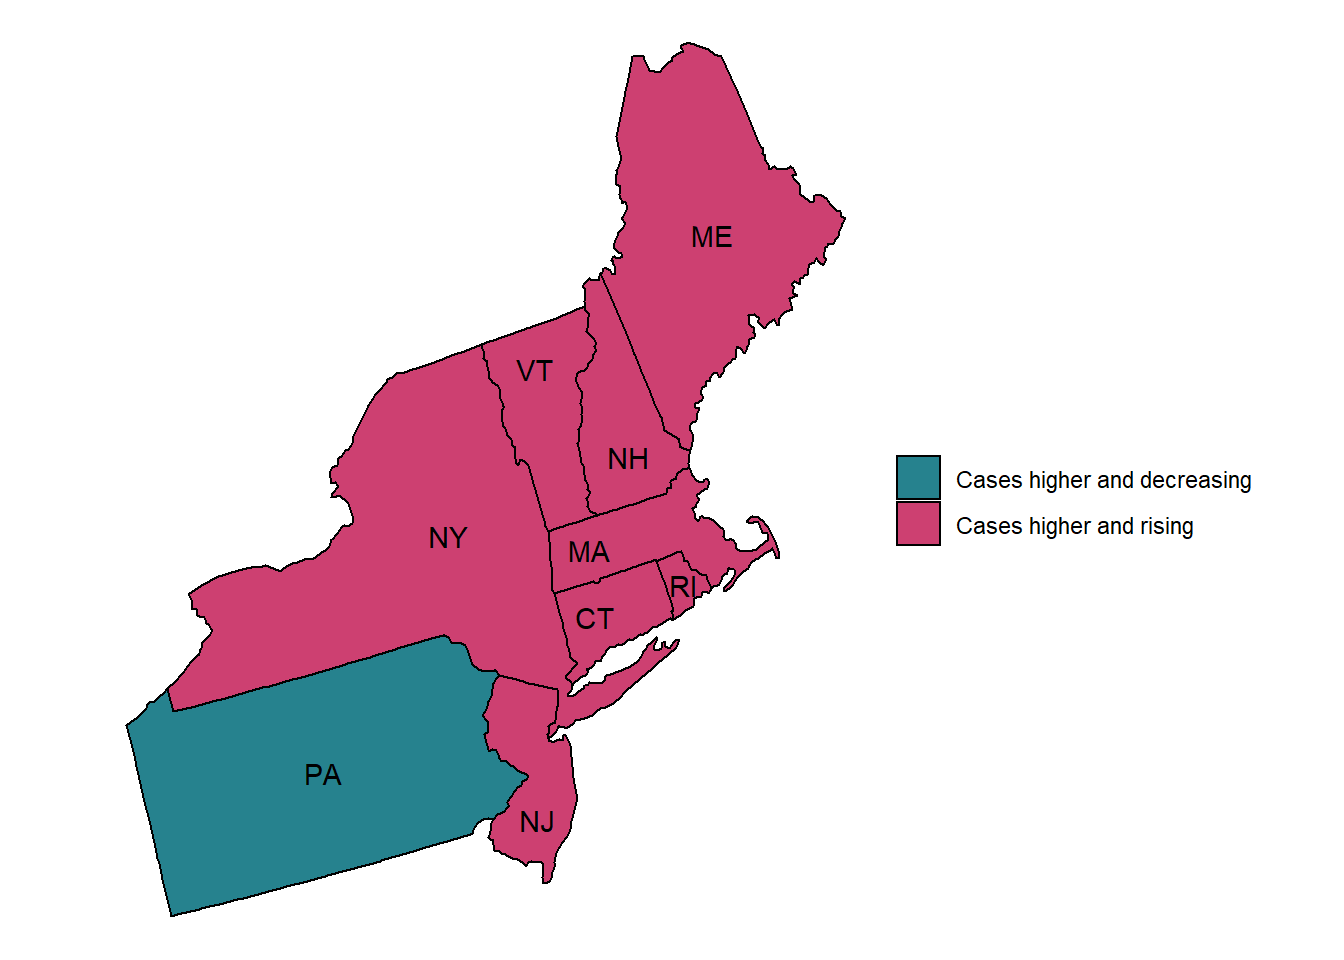 ME
VT
NH
NY
MA
RI
CT
PA
NJ
Cases higher and decreasing
Cases higher and rising